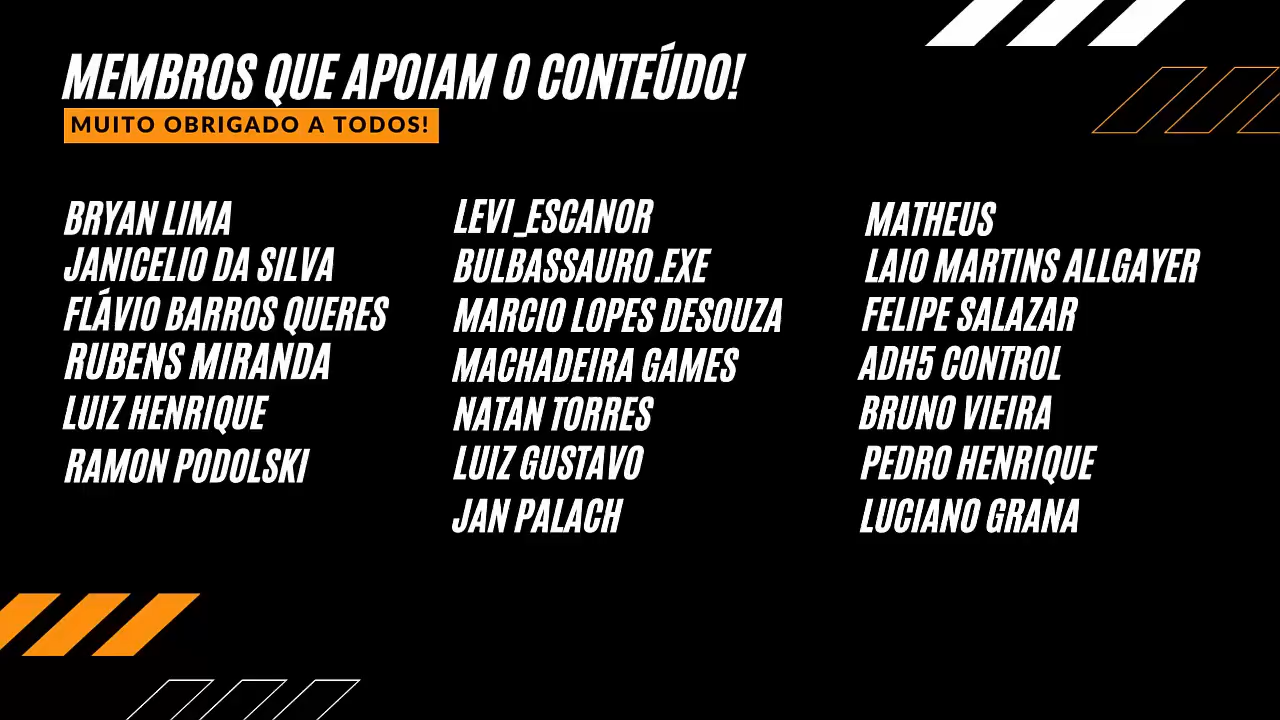 MEMBROS QUE APOIAM O CONTEÚDO!
MUITO OBRIGADO A TODOS!
BRYAN LIMA
JANICELIO DA SILVA
FLÁVIO BARROS QUERES
RUBENS MIRANDA
LUIZ HENRIQUE
RAMON PODOLSKI
LEVI_ESCANOR
BULBASSAURO.EXE
MARCIO LOPES DESOUZA
MACHADEIRA GAMES
NATAN TORRES
LUIZ GUSTAVO
JAN PALACH
MATHEUS
LAIO MARTINS ALLGAYER
FELIPE SALAZAR
ADH5 CONTROL
BRUNO VIEIRA
PEDRO HENRIQUE
LUCIANO GRANA